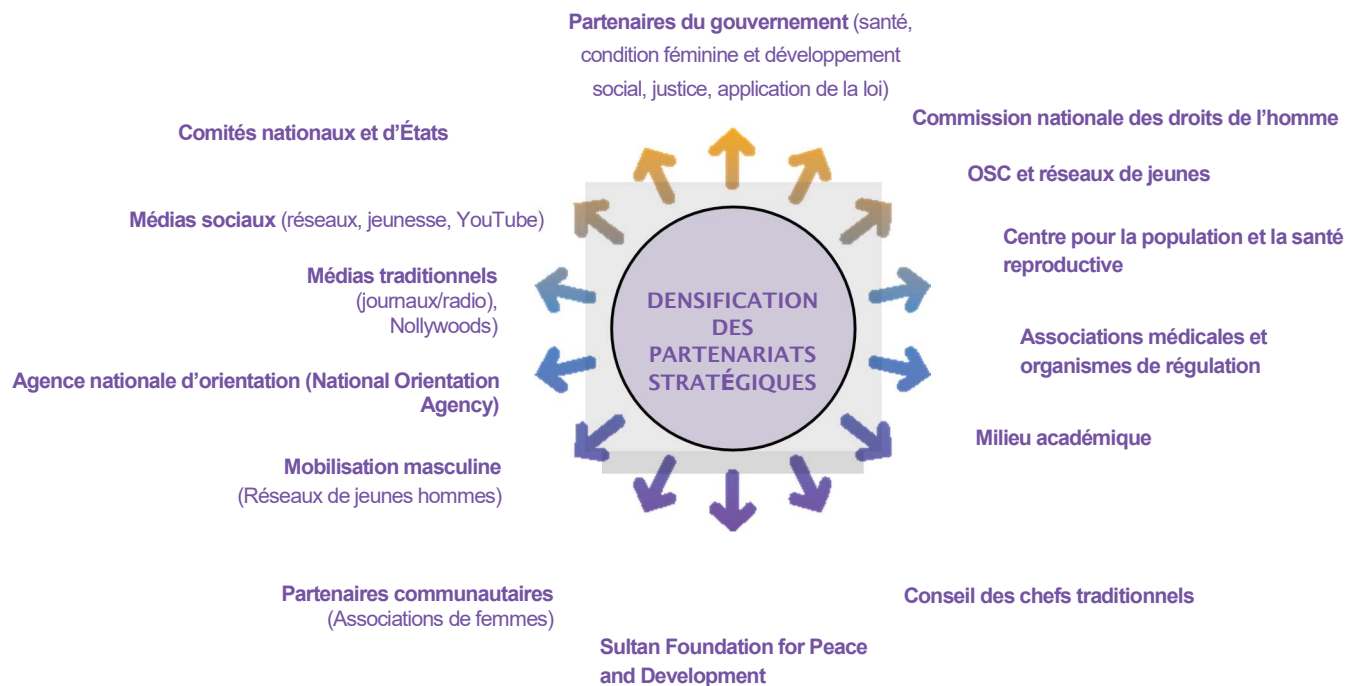 Partenaires du gouvernement (santé,
condition féminine et développement
social, justice, application de la loi)
Commission nationale des droits de l’homme
Comités nationaux et d’États
OSC et réseaux de jeunes
Médias sociaux (réseaux, jeunesse, YouTube)
Centre pour la population et la santé
reproductive
Médias traditionnels
(journaux/radio),
Nollywoods)
DENSIFICATION
DES
PARTENARIATS
STRATÉGIQUES
Associations médicales et
organismes de régulation
Agence nationale d’orientation (National Orientation
Agency)
Milieu académique
Mobilisation masculine
(Réseaux de jeunes hommes)
Partenaires communautaires
(Associations de femmes)
Conseil des chefs traditionnels
Sultan Foundation for Peace
and Development